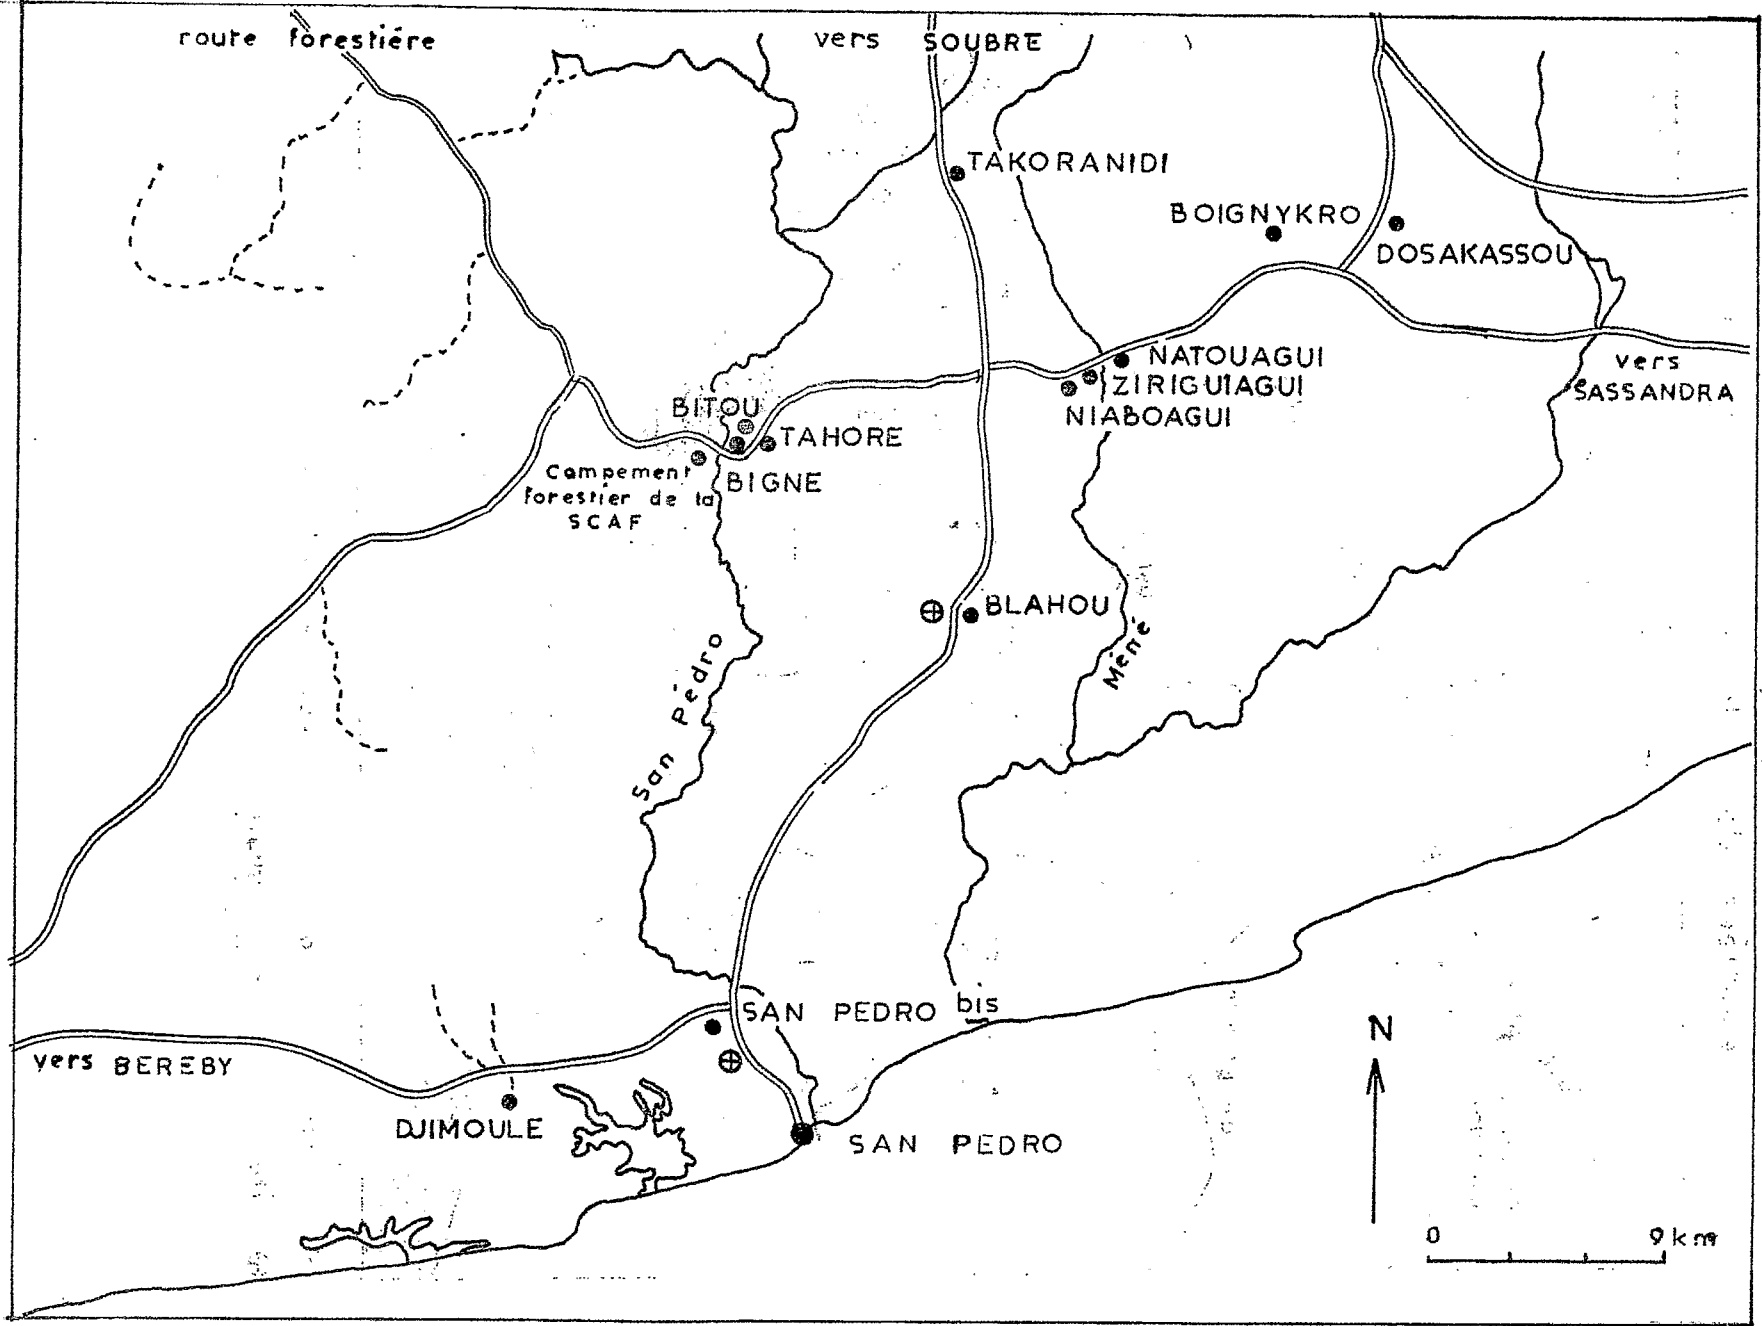 route forestiére
vers SOUBRE
TAKORANIDI
BOIGNYKRO
DOSAKASSOU
NATOUAGUI
ZIRIGUIAGUI
NIABOAGUI
vers
SASSANDRA
BITOU
TAHORE
BIGNE
Campement
forestier de la
SCAF
BLAHOU
San Pédro
Méné
SAN PEDRO bis
vers BEREBY
DJIMOULE
SAN PEDRO
N
0 9 km